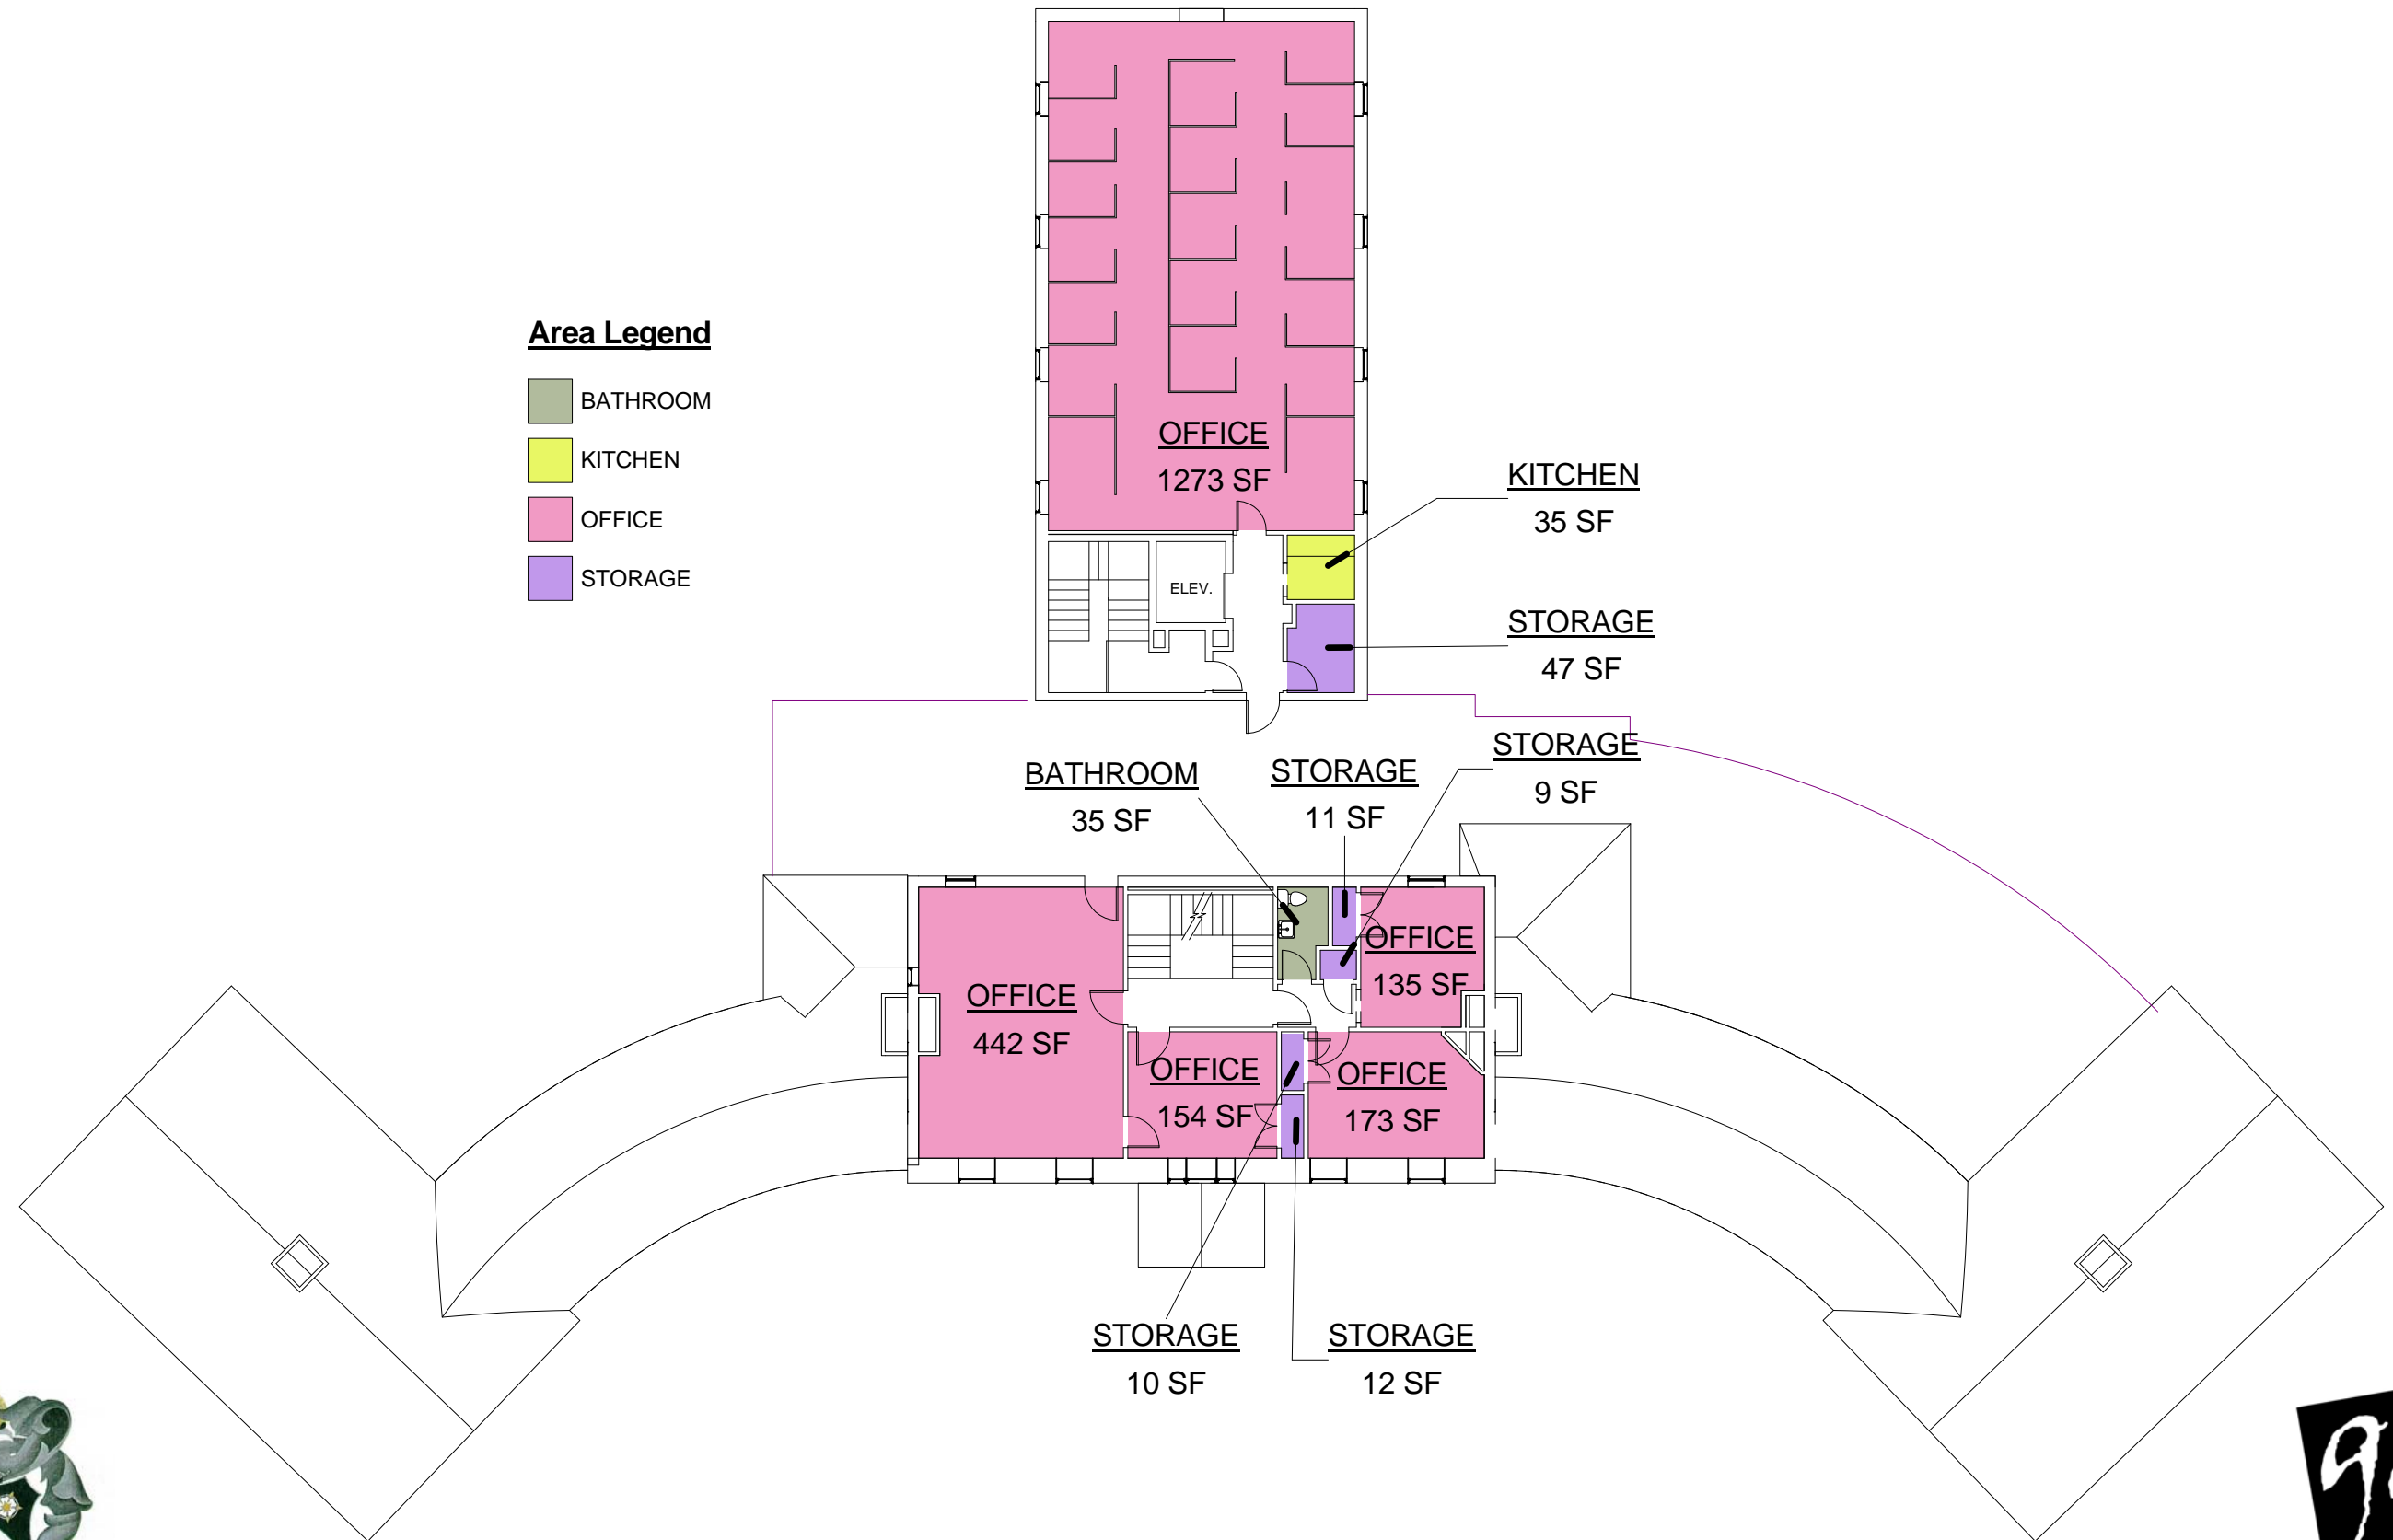 OFFICE
1273 SF
Area Legend
BATHROOM
KITCHEN
OFFICE
STORAGE
KITCHEN
35 SF
ELEV.
STORAGE
47 SF
STORAGE
9 SF
BATHROOM
35 SF
STORAGE
11 SF
OFFICE
135 SF
OFFICE
442 SF
OFFICE
154 SF
OFFICE
173 SF
STORAGE
10 SF
STORAGE
12 SF